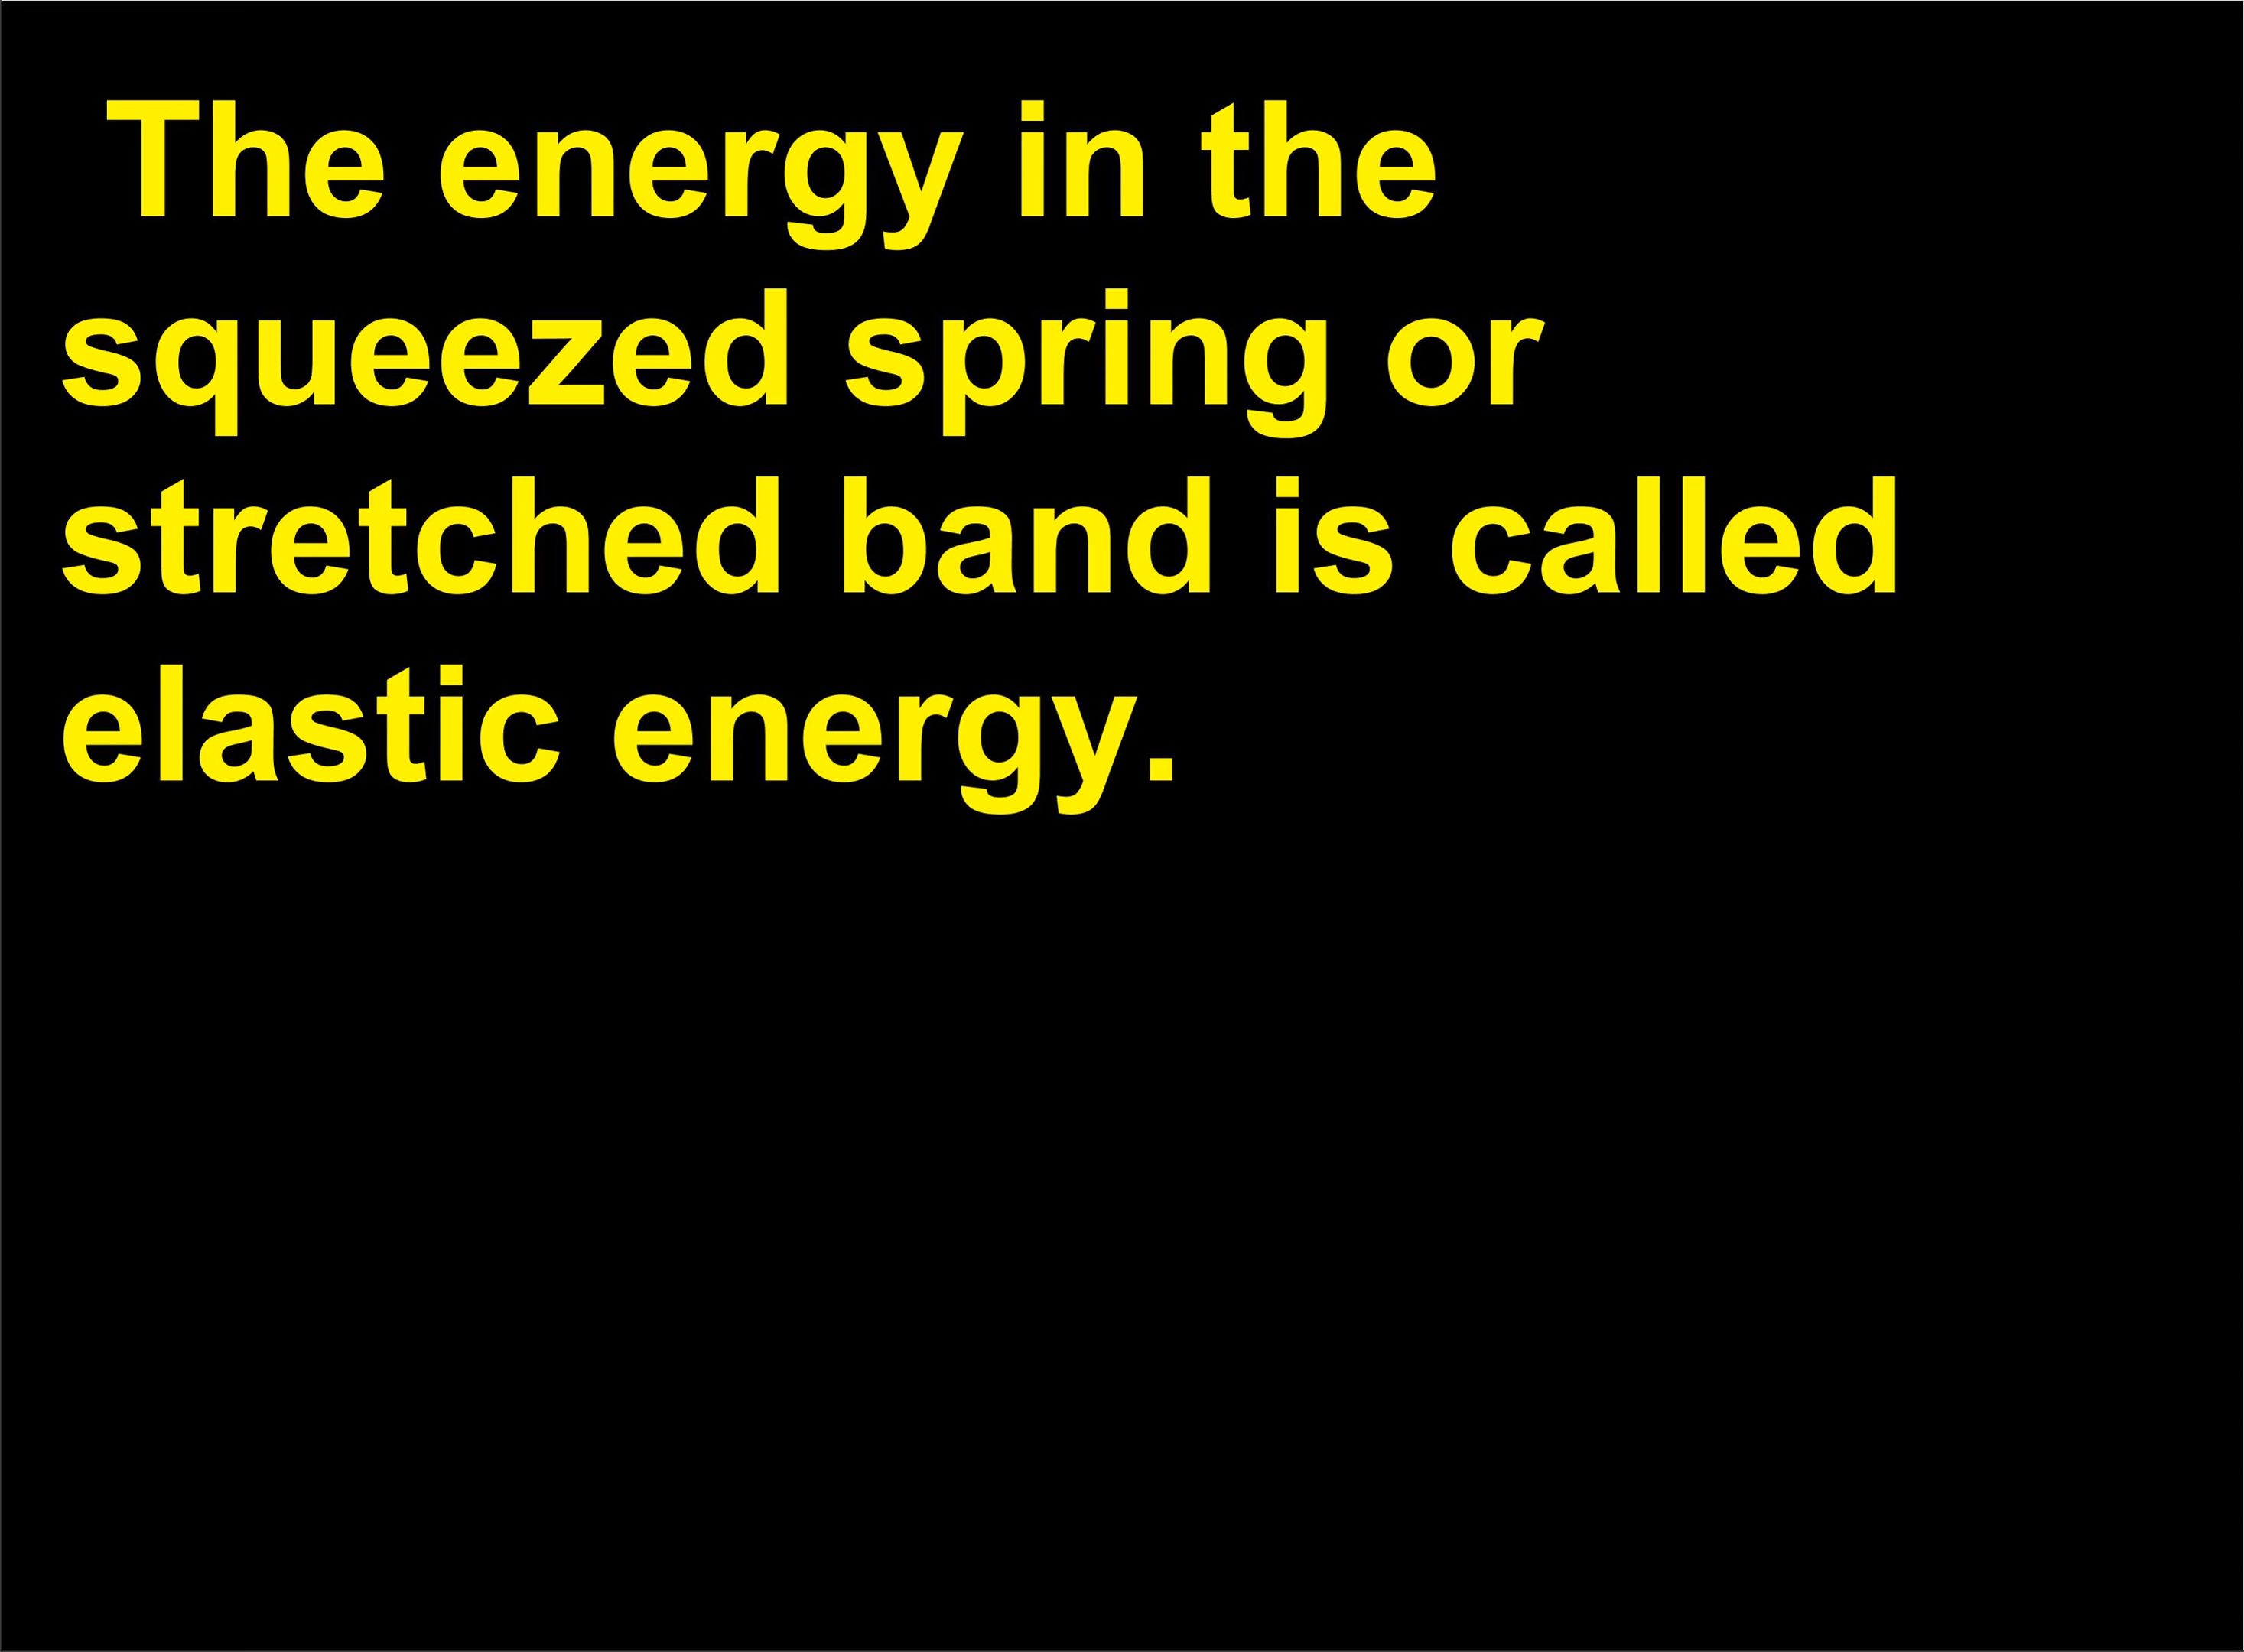 The energy in the
squeezed spring or
stretched band is called
elastic energy.